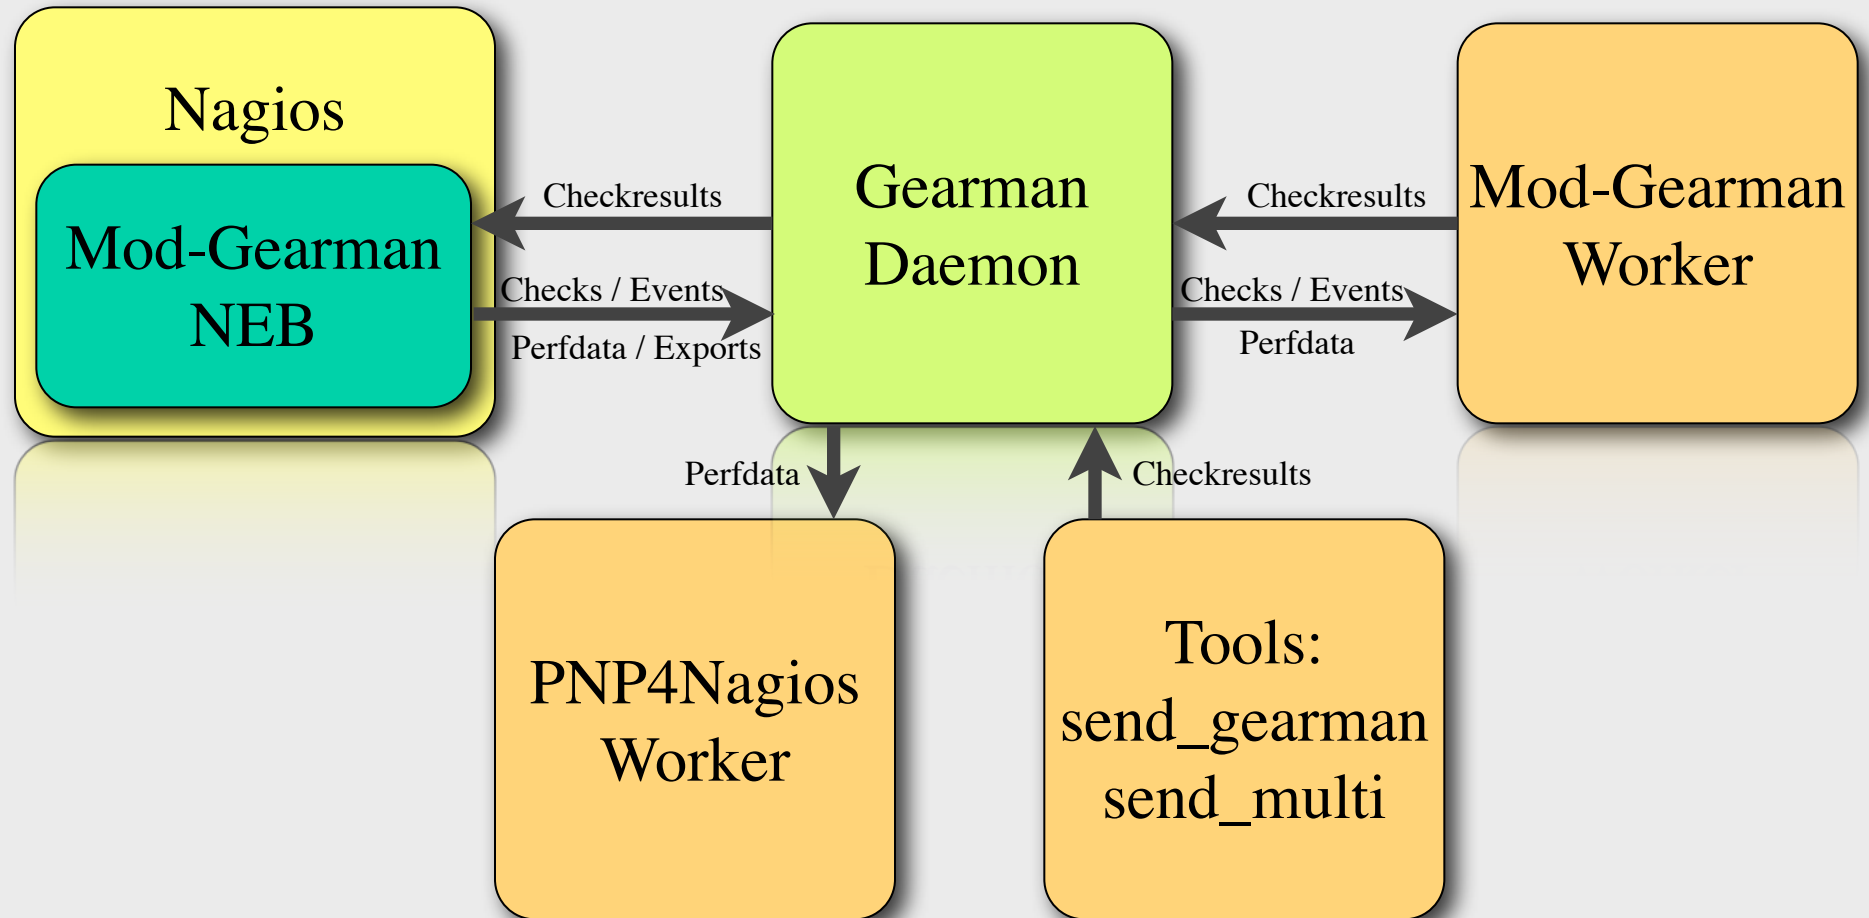 Nagios
Mod-Gearman
NEB
Checkresults
Checks / Events
Perfdata / Exports
Gearman
Daemon
Checkresults
Checks / Events
Perfdata
Mod-Gearman
Worker
Perfdata
Checkresults
PNP4Nagios
Worker
Tools:
send_gearman
send_multi